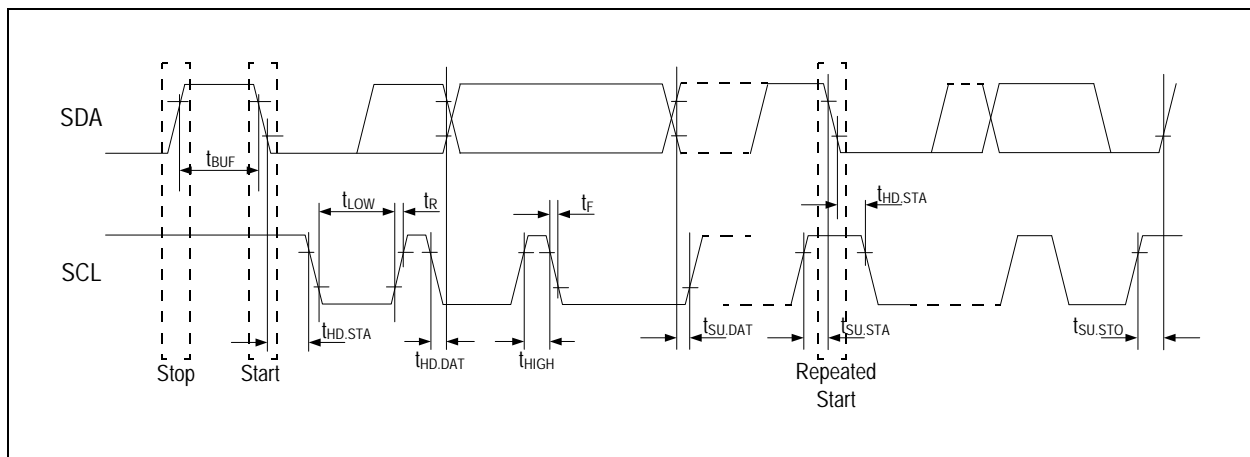 SDA
tBUF
tLOW
tR
tF
tHD.STA
SCL
tHD.STA
tHD.DAT
tHIGH
tSU.DAT
tSU.STA
tSU.STO
Stop
Start
Repeated
Start